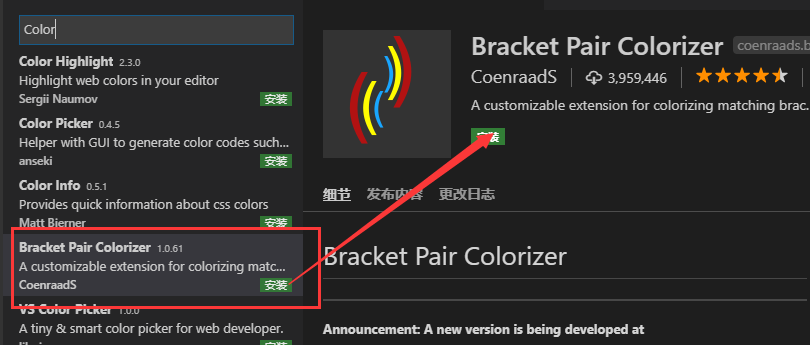 Color
Color Highlight 2.3.0
Highlight web colors in your editor
Sergii Naumov 安装
Color Picker 0.4.5
Helper with GUI to generate color codes such...
anseki 安装
Color Info 0.5.1
Provides quick information about css colors
Matt Bierner 安装
Bracket Pair Colorizer 1.0.61
A customizable extension for colorizing matc...
CoenraadS 安装
VS Color Picker 1.0.0
A tiny & smart color picker for web developer.
安装
Bracket Pair Colorizer coenraads.b
CoenraadS 3,959,446
A customizable extension for colorizing matching brac.
安装
细节 发布内容 更改日志
Bracket Pair Colorizer
Announcement: A new version is being developed at